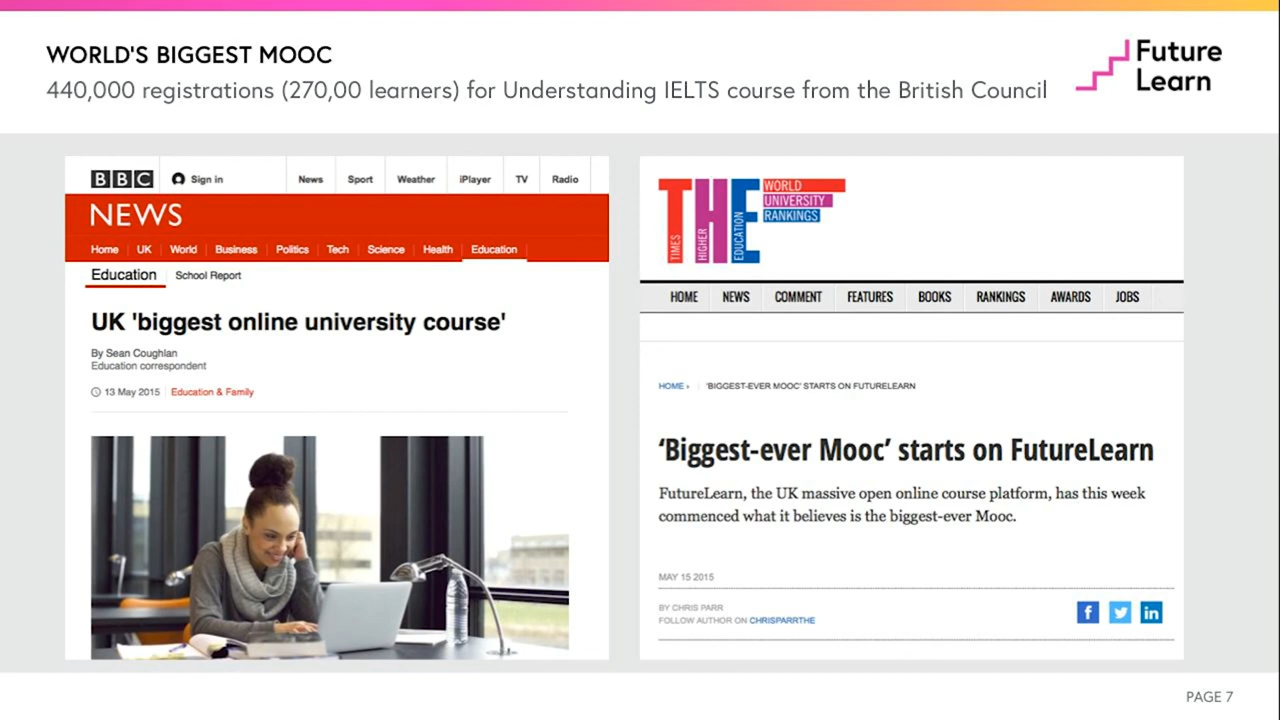 WORLD'S BIGGEST MOOC
440,000 registrations (270,00 learners) for Understanding IELTS course from the British Council
Future
Learn
BBC Sign in News Sport Weather iPlayer TV Radio
NEWS
Home UK World Business Politics Tech Science Health Education
Education School Report
UK 'biggest online university course'
By Sean Coughlan
Education correspondent
13 May 2015 Education & Family
THE
TIMES HIGHER EDUCATION
WORLD
UNIVERSITY
RANKINGS
HOME NEWS COMMENT FEATURES BOOKS RANKINGS AWARDS JOBS
HOME › 'BIGGEST-EVER MOOC' STARTS ON FUTURELEARN
‘Biggest-ever Mooc’ starts on FutureLearn
FutureLearn, the UK massive open online course platform, has this week
commenced what it believes is the biggest-ever Mooc.
MAY 15 2015
BY CHRIS PARR
FOLLOW AUTHOR ON CHRISPARRTHE
f in
PAGE 7